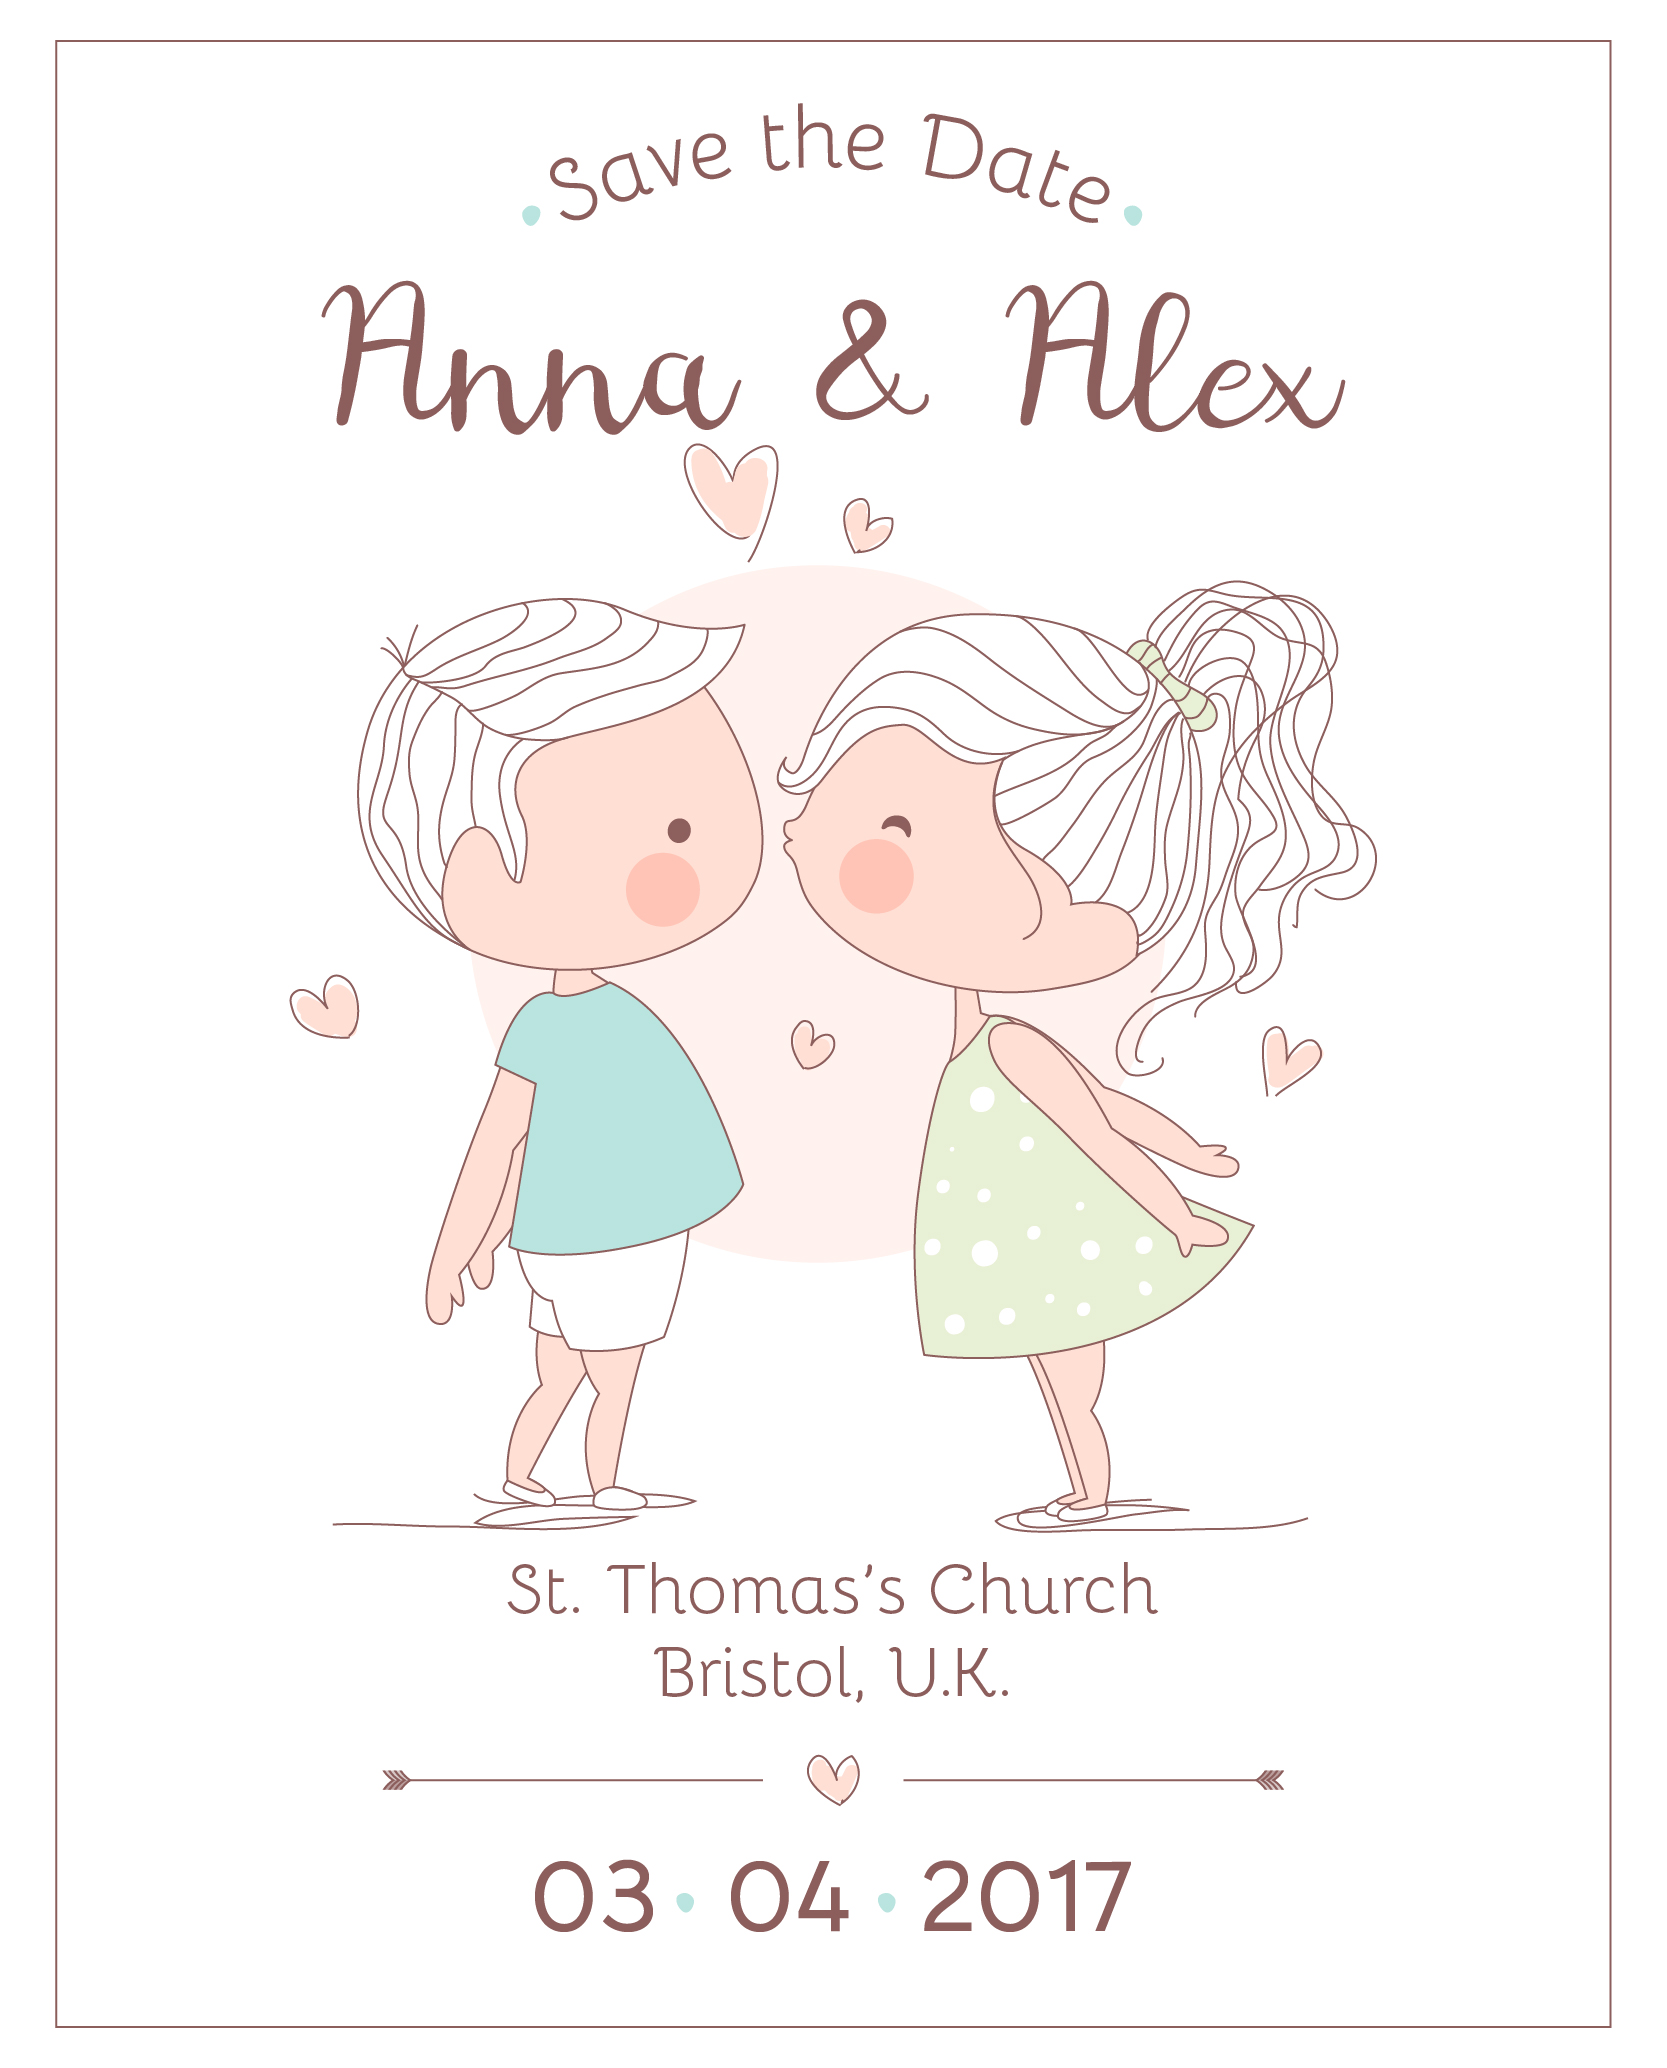 Save the Date
Anna & Alex
St. Thomas's Church
Bristol, U.K.
03 · 04 · 2017